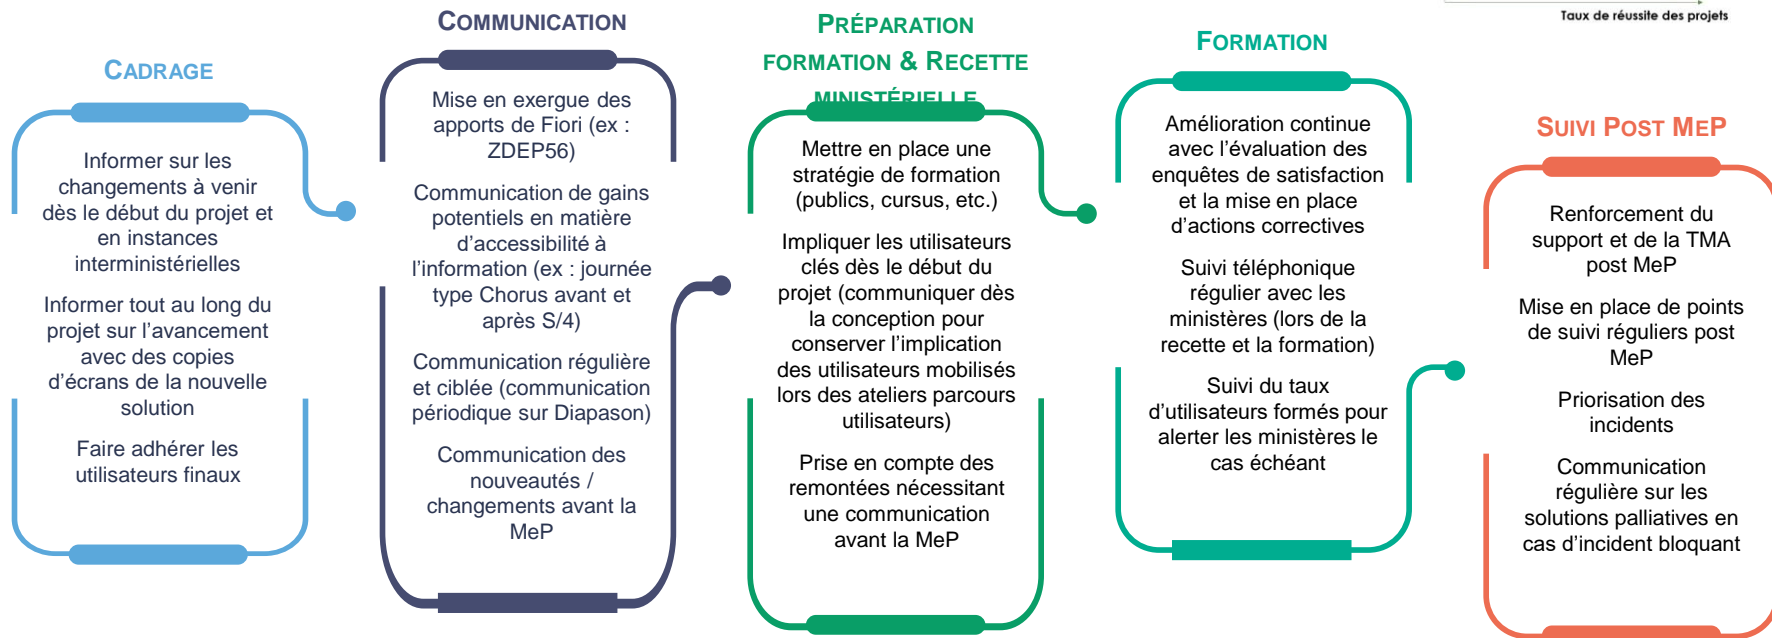 Taux de réussite des projets
CADRAGE
Informer sur les
changements à venir
dès le début du projet et
en instances
interministérielles
Informer tout au long du
projet sur l'avancement
avec des copies
d'écrans de la nouvelle
solution
Faire adhérer les
utilisateurs finaux
COMMUNICATION
Mise en exergue des
apports de Fiori (ex :
ZDEP56)
Communication de gains
potentiels en matière
d'accessibilité à
l'information (ex : journée
type Chorus avant et
après S/4)
Communication régulière
et ciblée (communication
périodique sur Diapason)
Communication des
nouveautés /
changements avant la
MeP
PRÉPARATION
FORMATION & RECETTE
MINISTÉRIELLE
Mettre en place une
stratégie de formation
(publics, cursus, etc.)
Impliquer les utilisateurs
clés dès le début du
projet (communiquer dès
la conception pour
conserver l'implication
des utilisateurs mobilisés
lors des ateliers parcours
utilisateurs)
Prise en compte des
remontées nécessitant
une communication
avant la MeP
FORMATION
Amélioration continue
avec l'évaluation des
enquêtes de satisfaction
et la mise en place
d'actions correctives
Suivi téléphonique
régulier avec les
ministères (lors de la
recette et la formation)
Suivi du taux
d'utilisateurs formés pour
alerter les ministères le
cas échéant
SUIVI POST MEP
Renforcement du
support et de la TMA
post MeP
Mise en place de points
de suivi réguliers post
MeP
Priorisation des
incidents
Communication
régulière sur les
solutions palliatives en
cas d'incident bloquant